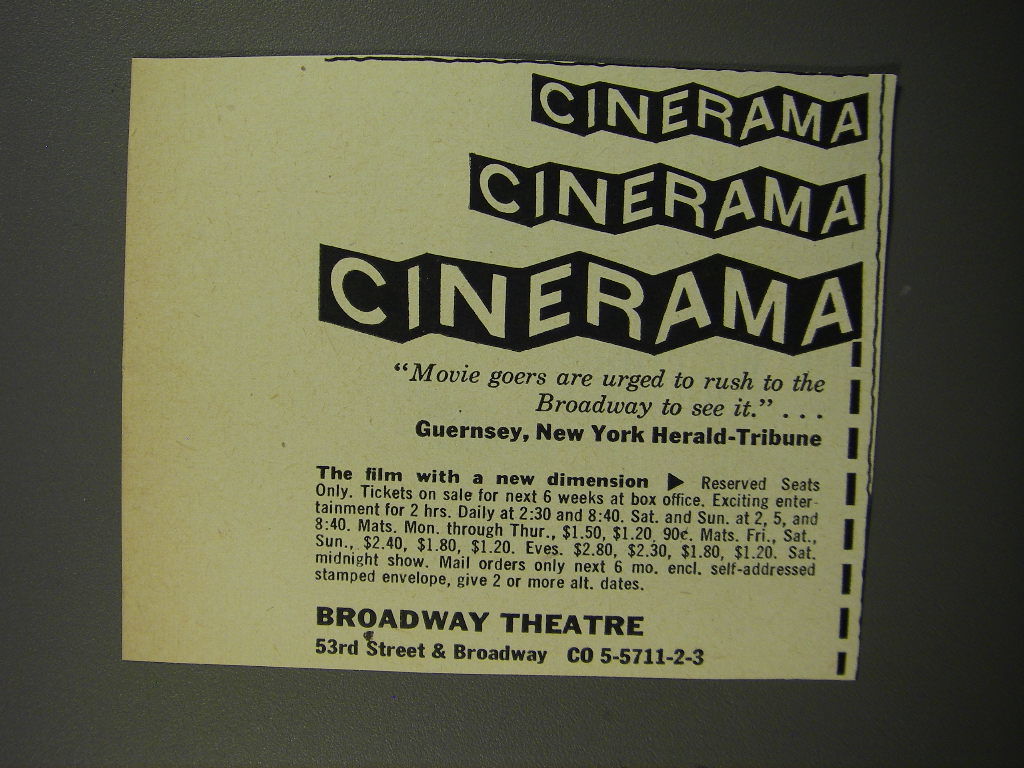 CINERAMA
CINERAMA
CINERAMA
“Movie goers are urged to rush to the
Broadway to see it.” . . .
Guernsey, New York Herald-Tribune
The film with a new dimension ▶ Reserved Seats
Only. Tickets on sale for next 6 weeks at box office. Exciting enter-
tainment for 2 hrs. Daily at 2:30 and 8:40. Sat. and Sun. at 2, 5, and
8:40. Mats. Mon. through Thur., $1.50, $1.20, 90¢. Mats. Fri., Sat.,
Sun., $2.40, $1.80, $1.20. Eves. $2.80, $2.30, $1.80, $1.20. Sat.
midnight show. Mail orders only next 6 mo. encl. self-addressed
stamped envelope, give 2 or more alt. dates.
BROADWAY THEATRE
53rd Street & Broadway CO 5-5711-2-3